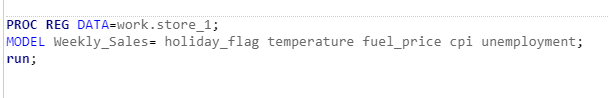 PROC REG DATA=work.store_1;
MODEL Weekly_Sales= holiday_flag temperature fuel_price cpi unemployment;
run;